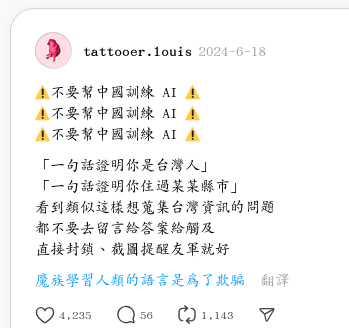 tattooer.1ouis 2024-6-18
⚠️不要幫中國訓練 AI ⚠️
⚠️不要幫中國訓練 AI ⚠️
⚠️不要幫中國訓練 AI ⚠️
「一句話證明你是台灣人」
「一句話證明你住過某某縣市」
看到類似這樣想蒐集台灣資訊的問題
都不要去留言給答案給觸及
直接封鎖、截圖提醒友軍就好
魔族學習人類的語言是為了欺騙 翻譯
4,235 56 1,143